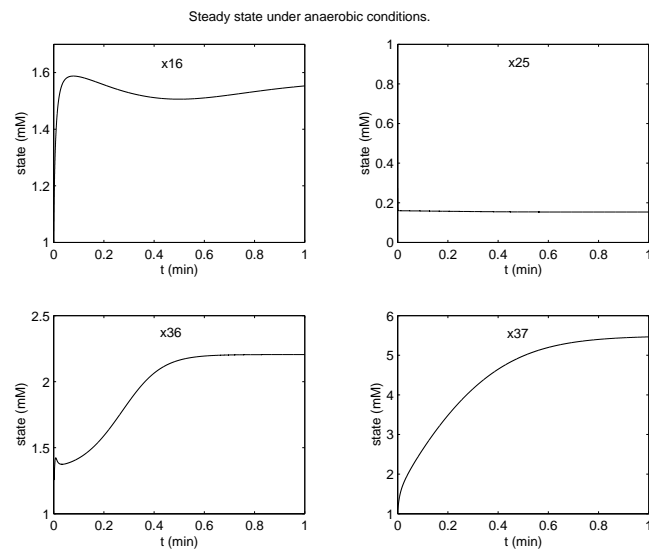 Steady state under anaerobic conditions.
x16
1.6
1.4
1.2
1
state (mM)
0 0.2 0.4 0.6 0.8 1
t (min)
x25
1
0.8
0.6
0.4
0.2
0
state (mM)
0 0.2 0.4 0.6 0.8 1
t (min)
x36
2.5
2
1.5
1
state (mM)
0 0.2 0.4 0.6 0.8 1
t (min)
x37
6
5
4
3
2
1
state (mM)
0 0.2 0.4 0.6 0.8 1
t (min)